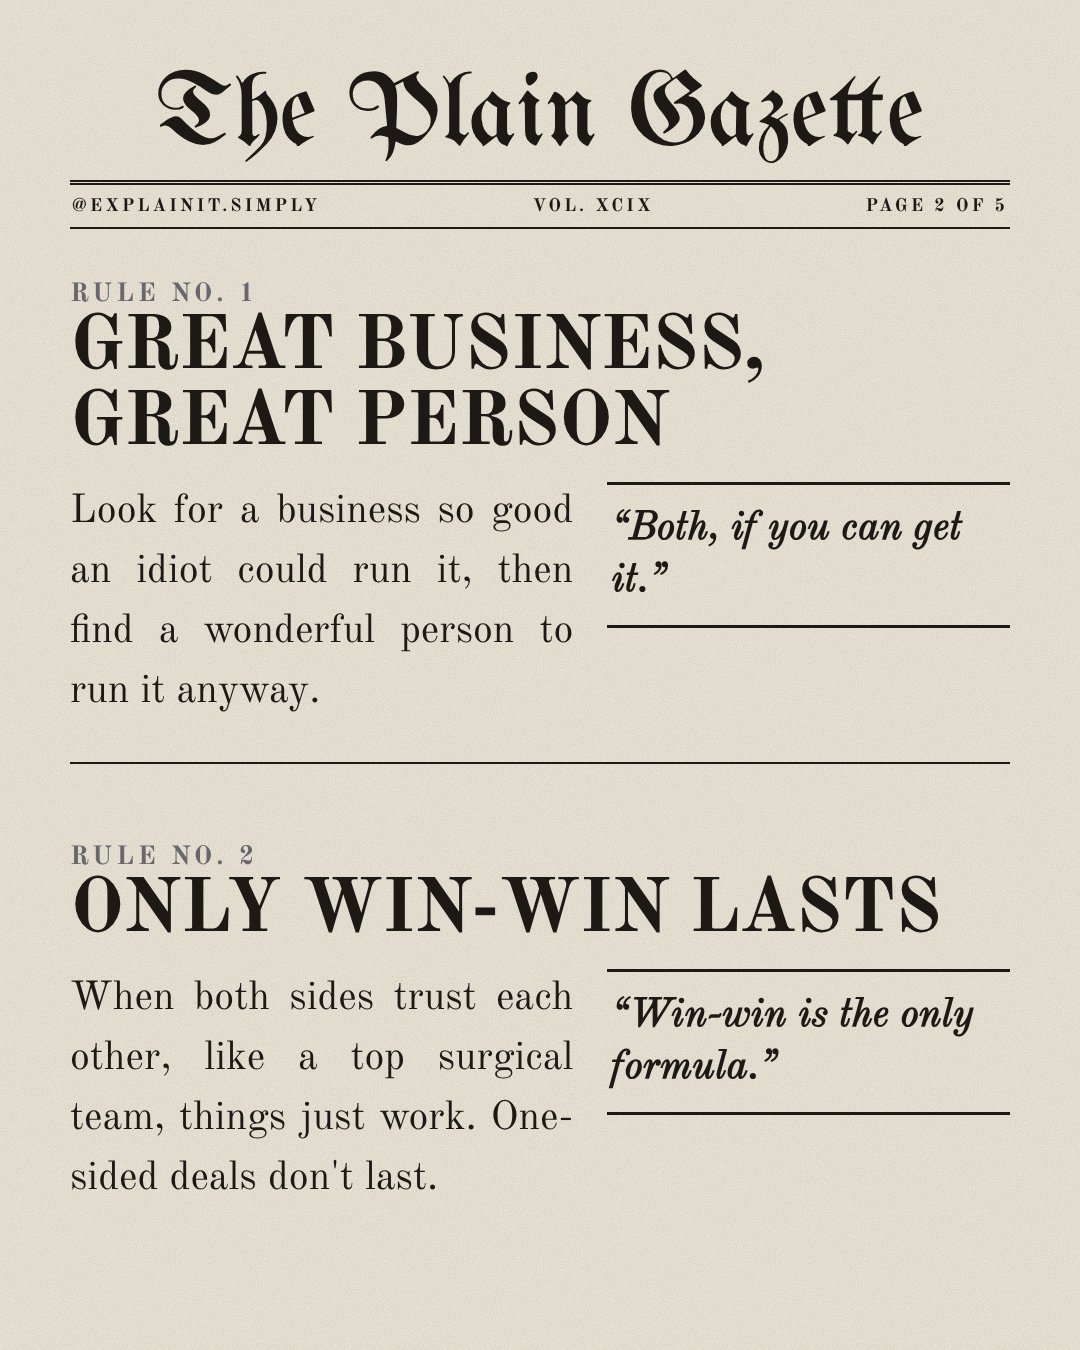 The Plain Gazette
@EXPLAINIT.SIMPLY VOL. XCIX PAGE 2 OF 5
RULE NO. 1
GREAT BUSINESS,
GREAT PERSON
Look for a business so good
an idiot could run it, then
find a wonderful person to
run it anyway.
“Both, if you can get
it.”
RULE NO. 2
ONLY WIN-WIN LASTS
When both sides trust each
other, like a top surgical
team, things just work. One-
sided deals don't last.
“Win-win is the only
formula.”